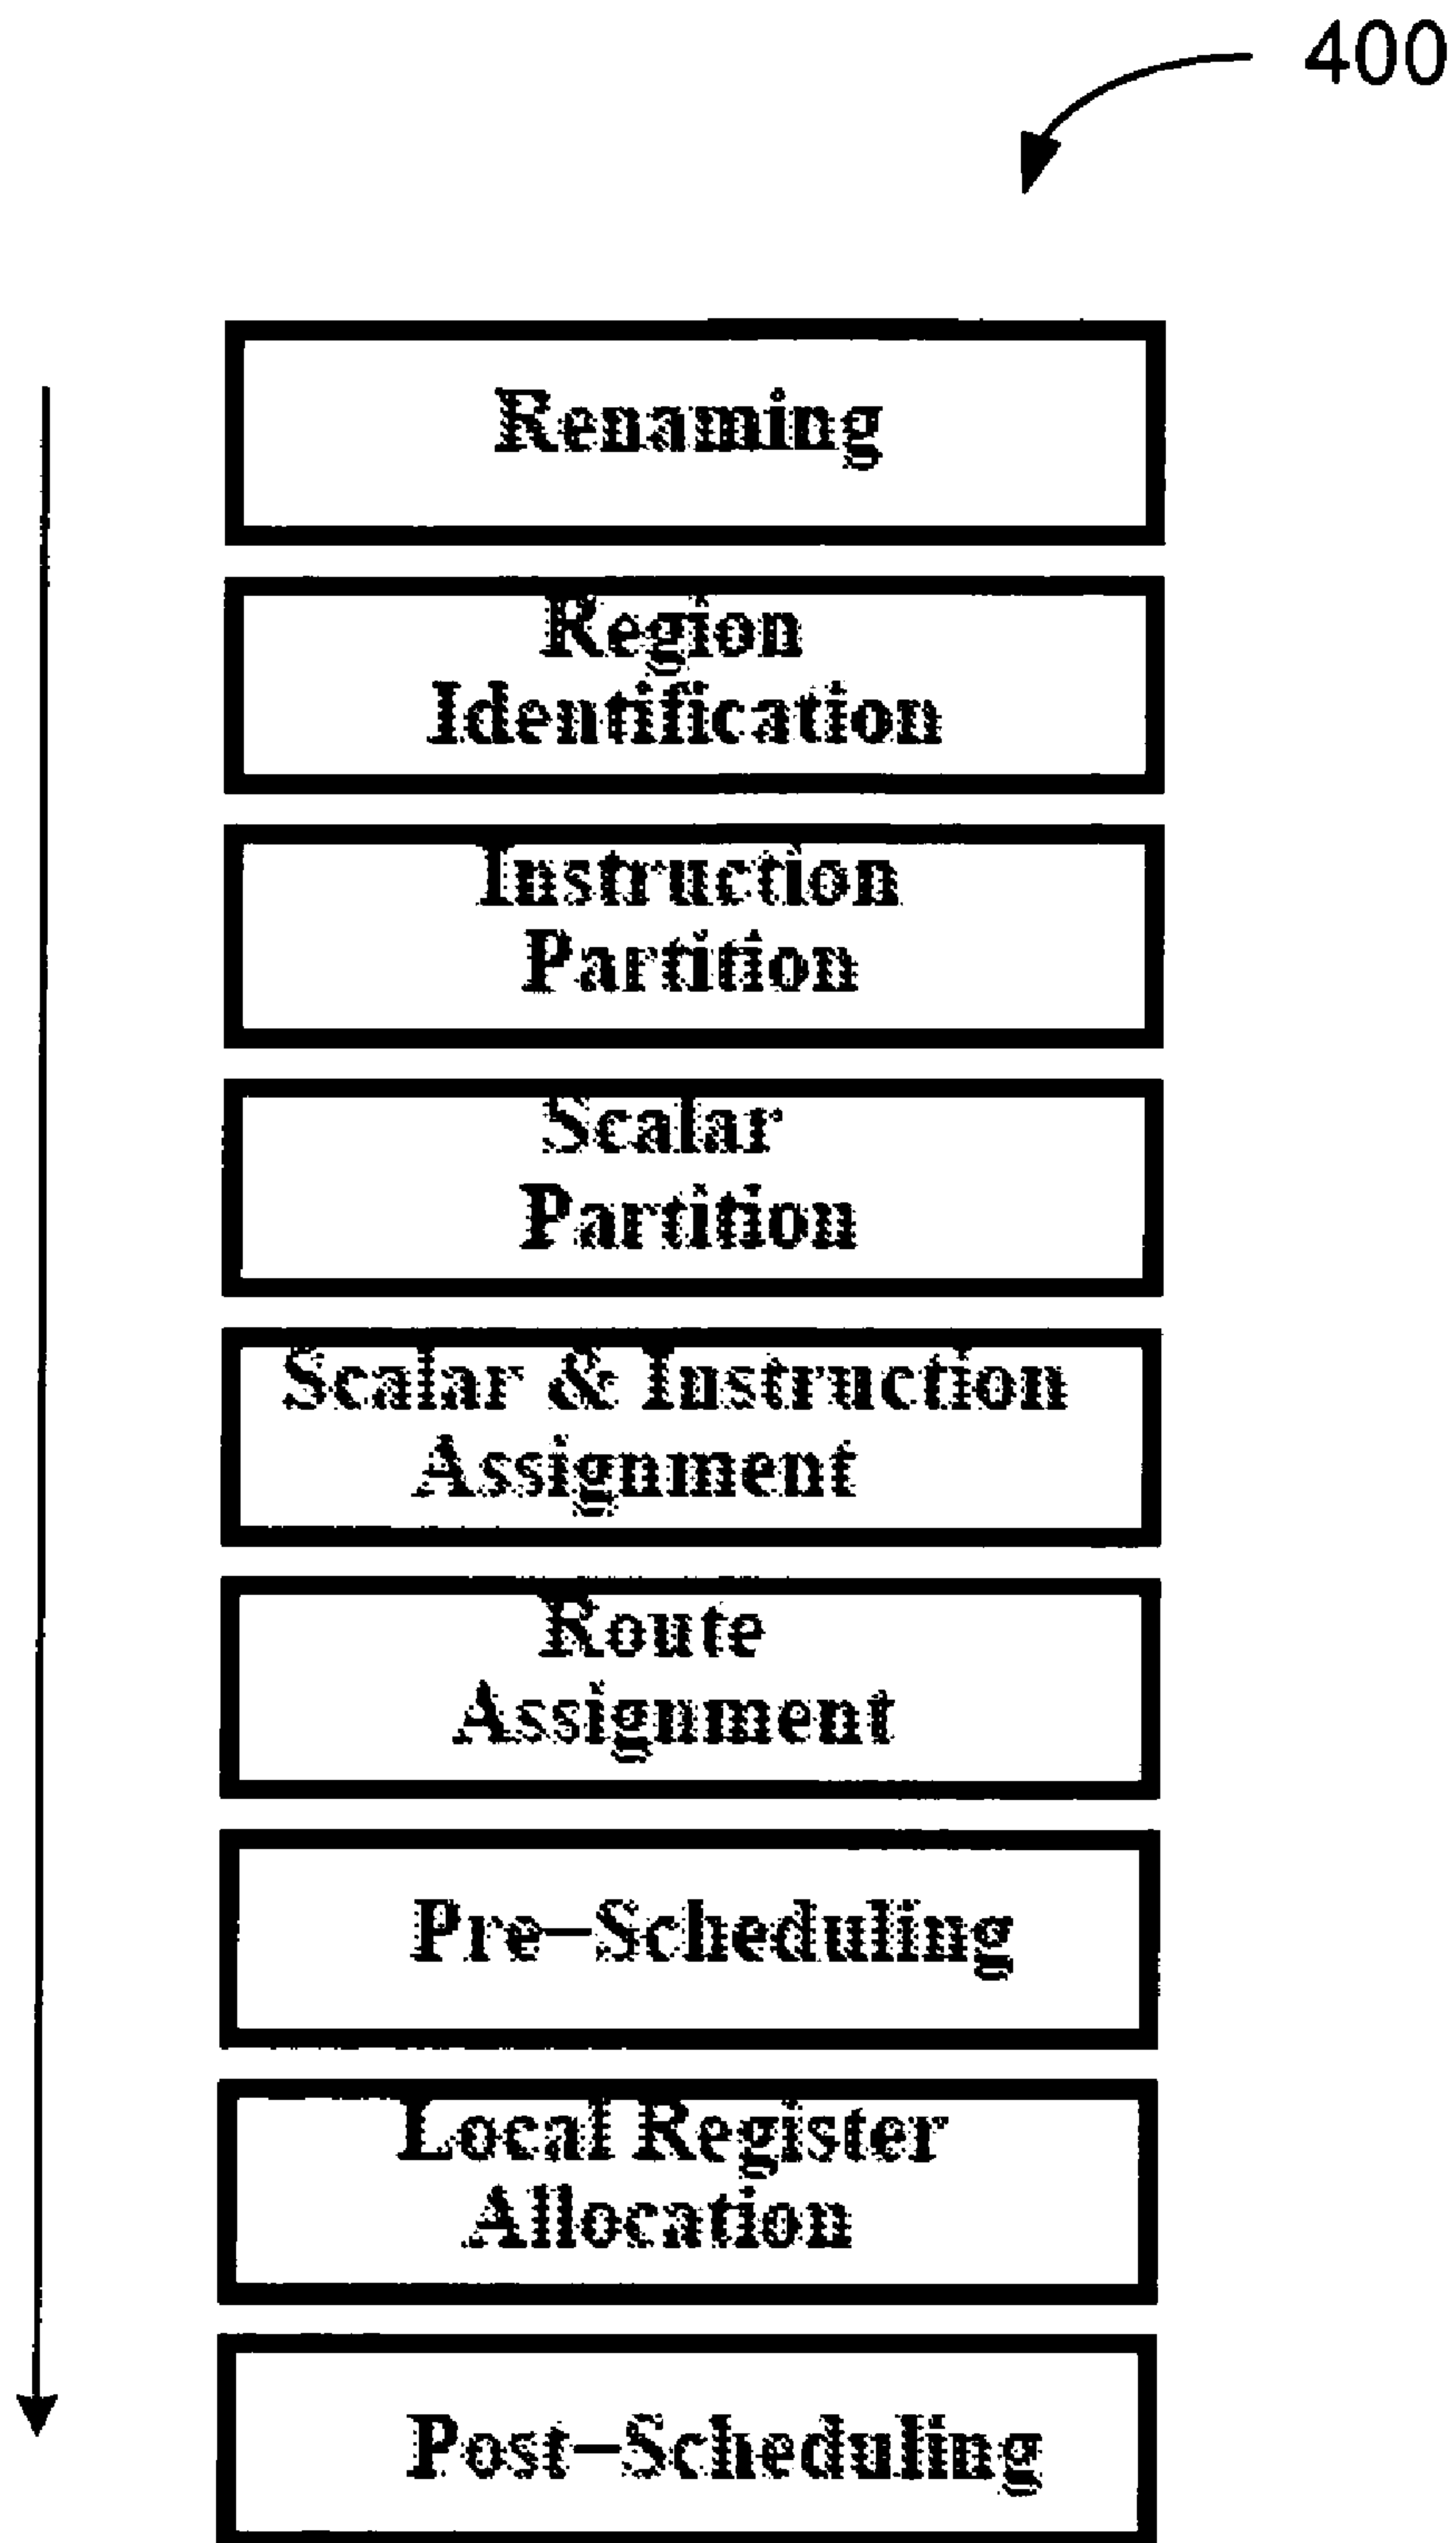 400
Renaming
Region
Identification
Instruction
Partition
Scalar
Partition
Scalar & Instruction
Assignment
Route
Assignment
Pre–Scheduling
Local Register
Allocation
Post–Scheduling